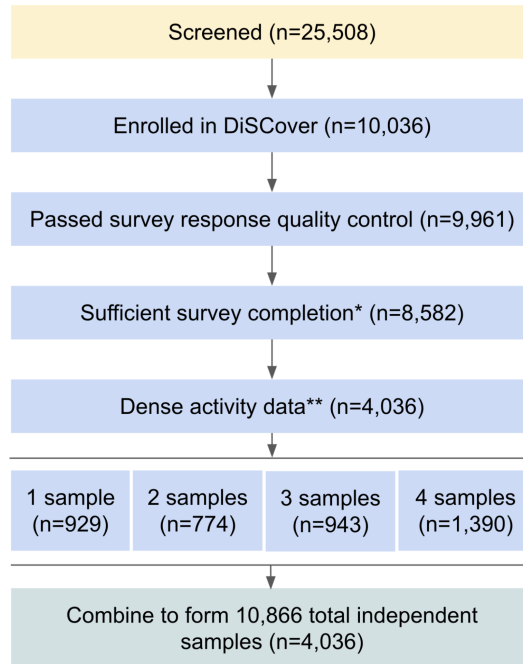 Screened (n=25,508)
Enrolled in DiSCover (n=10,036)
Passed survey response quality control (n=9,961)
Sufficient survey completion* (n=8,582)
Dense activity data** (n=4,036)
1 sample
(n=929)
2 samples
(n=774)
3 samples
(n=943)
4 samples
(n=1,390)
Combine to form 10,866 total independent
samples (n=4,036)